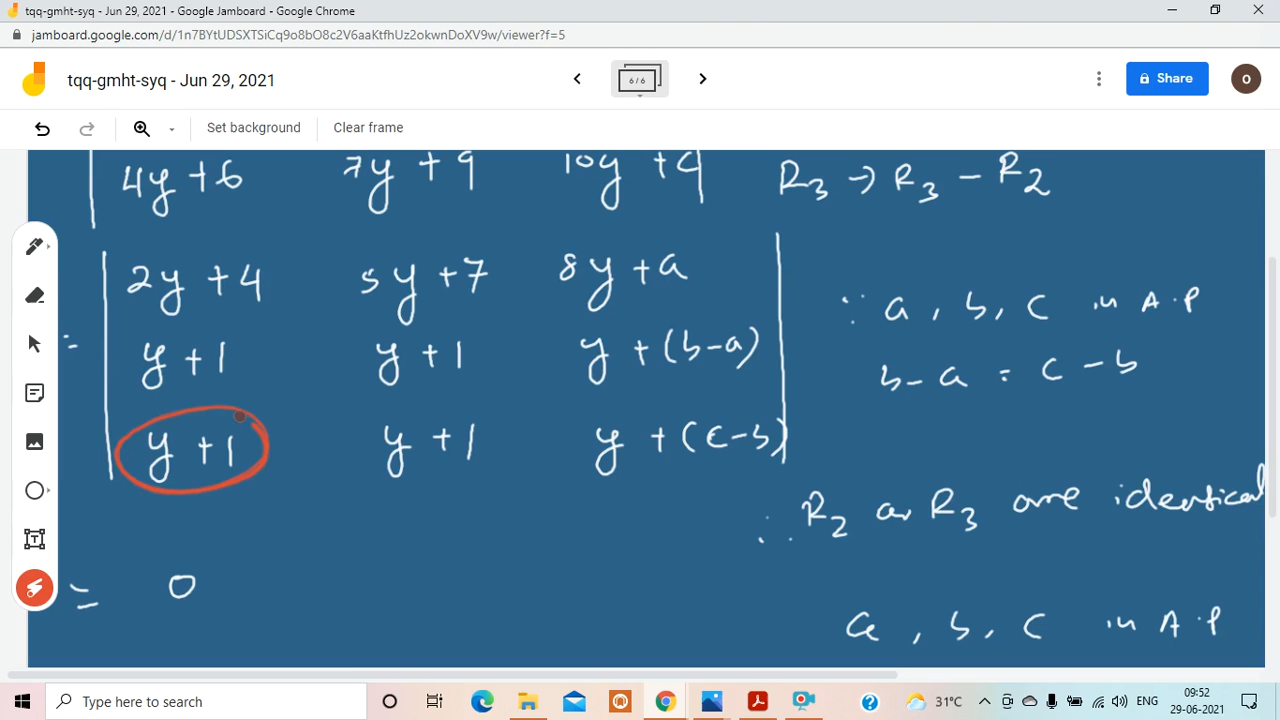 tqq-gmht-syq - Jun 29, 2021 - Google Jamboard - Google Chrome
jamboard.google.com/d/1n7BYtUDSXTSiCq9o8bO8c2V6aaKtfhUz2okwnDoXV9w/viewer?f=5
tqq-gmht-syq - Jun 29, 2021
6 / 6
Share
O
Set background
Clear frame
4y + 6 7y + 9 10y + R3 → R3 - R2
2y + 4 5y + 7 8y + a
∵ a, b, c in A.P
y + 1 y + 1 y + (b-a)
b - a = c - b
= y + 1 y + 1 y + (c-b)
∴ R2 as R3 are identical
= 0
a, b, c in A.P
Type here to search
31°C
ENG
09:52
29-06-2021